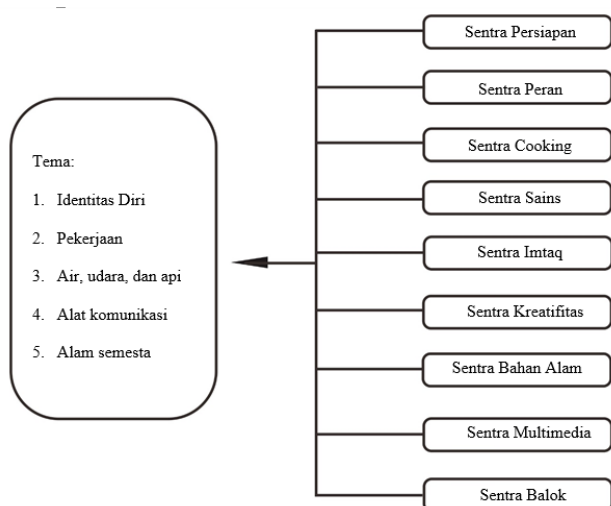 Tema:
1. Identitas Diri
2. Pekerjaan
3. Air, udara, dan api
4. Alat komunikasi
5. Alam semesta
Sentra Persiapan
Sentra Peran
Sentra Cooking
Sentra Sains
Sentra Imtaq
Sentra Kreatifitas
Sentra Bahan Alam
Sentra Multimedia
Sentra Balok